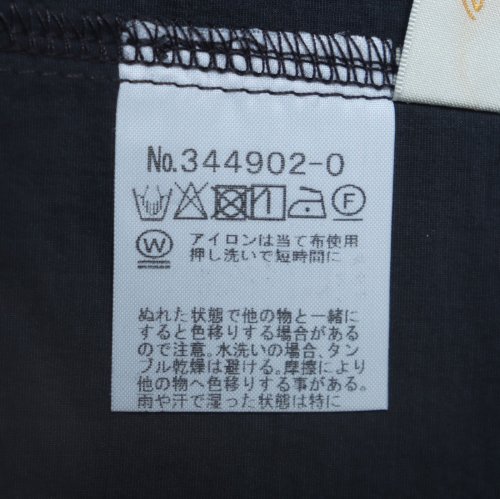 No.344902-0
F
W
アイロンは当て布使用
押し洗いで短時間に
ぬれた状態で他の物と一緒に
すると色移りする場合がある
ので注意。水洗いの場合、タン
ブル乾燥は避ける。摩擦により
他の物へ色移りする事がある。
雨や汗で湿った状態は特に